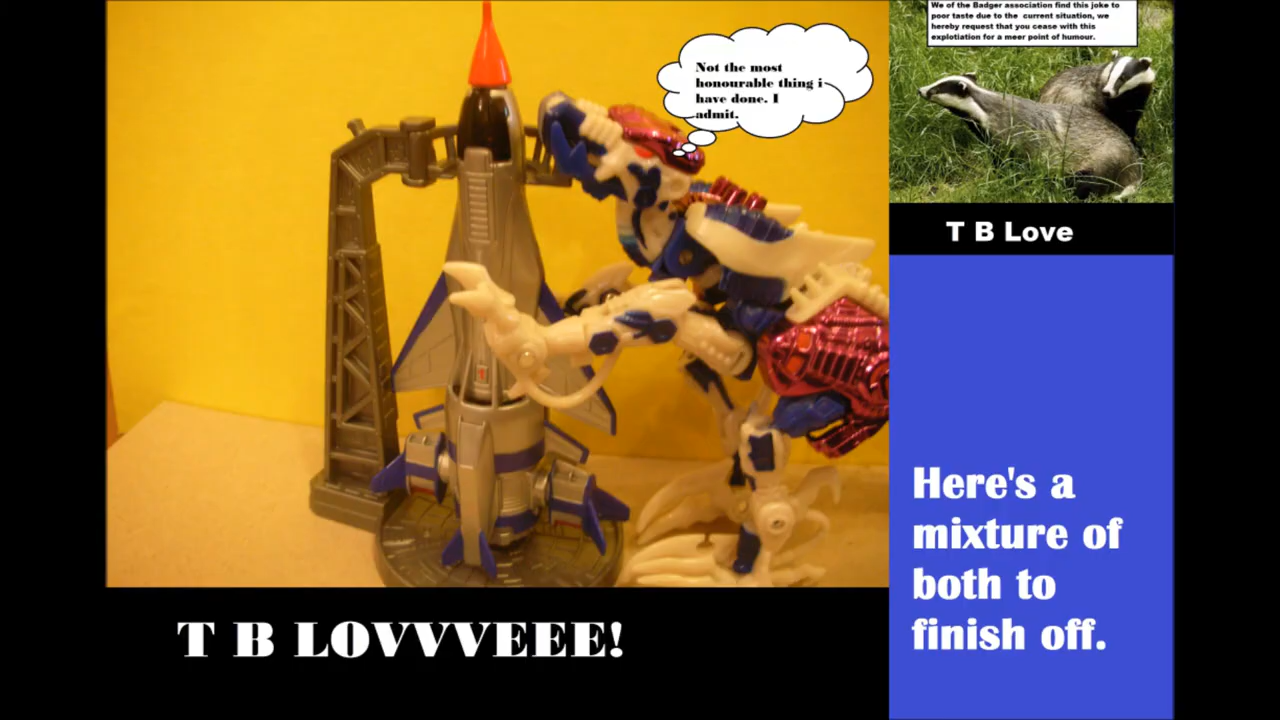 Not the most
honourable thing i
have done. I
admit.
We of the Badger association find this joke to
poor taste due to the current situation, we
hereby request that you cease with this
explotiation for a meer point of humour.
T B Love
Here's a
mixture of
both to
finish off.
T B LOVVVEEE!